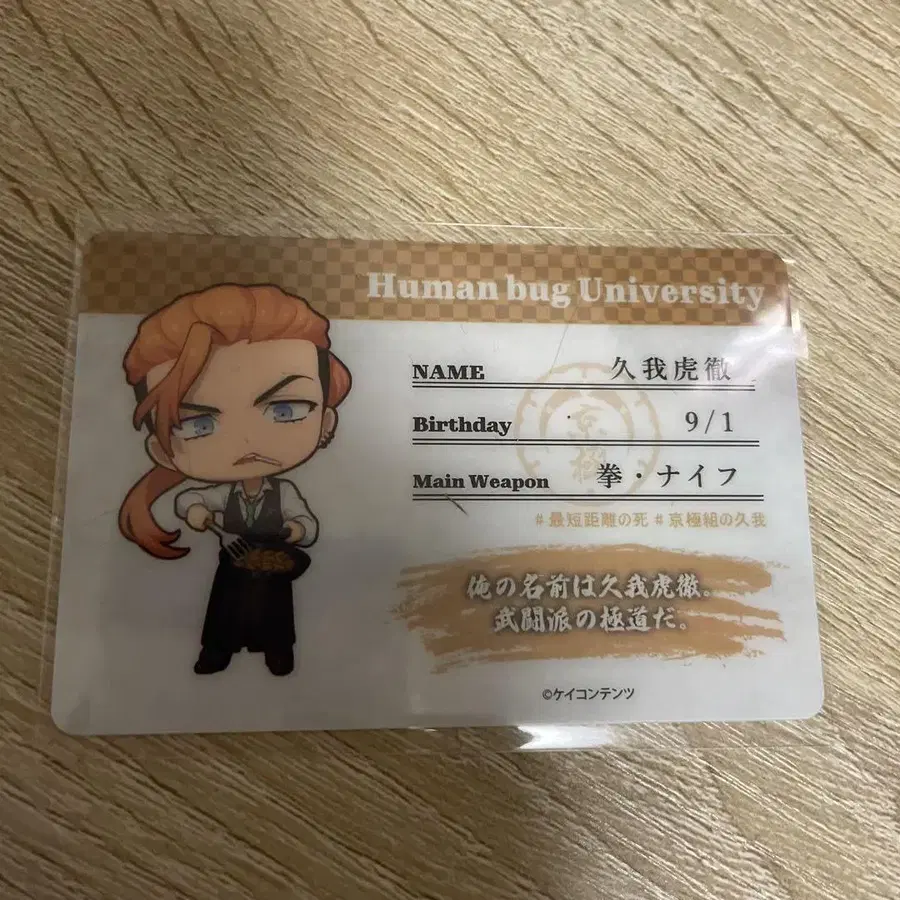 Human bug University
NAME 久我虎徹
Birthday 9/1
Main Weapon 拳・ナイフ
京極
#最短距離の死 #京極組の久我
俺の名前は久我虎徹。
武闘派の極道だ。
©ケイコンテンツ